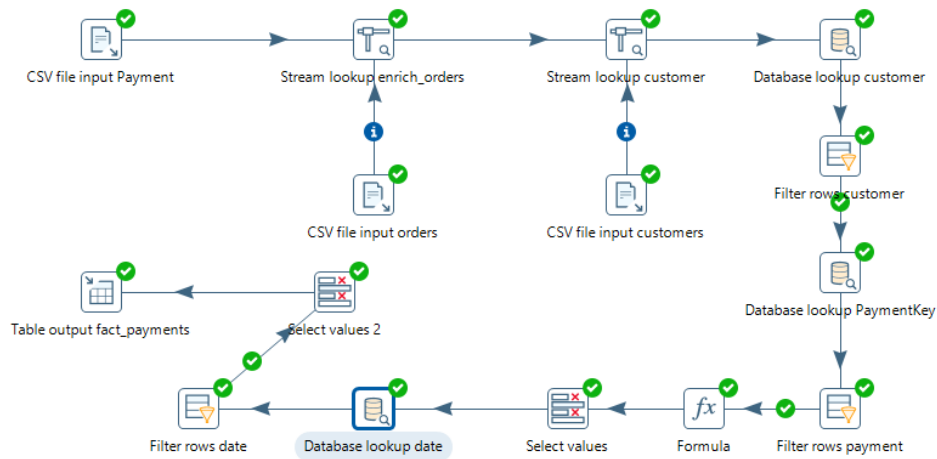 CSV file input Payment
Stream lookup enrich_orders
Stream lookup customer
Database lookup customer
Filter rows customer
CSV file input orders
CSV file input customers
Database lookup PaymentKey
Table output fact_payments
Select values 2
fx
Filter rows date
Database lookup date
Select values
Formula
Filter rows payment